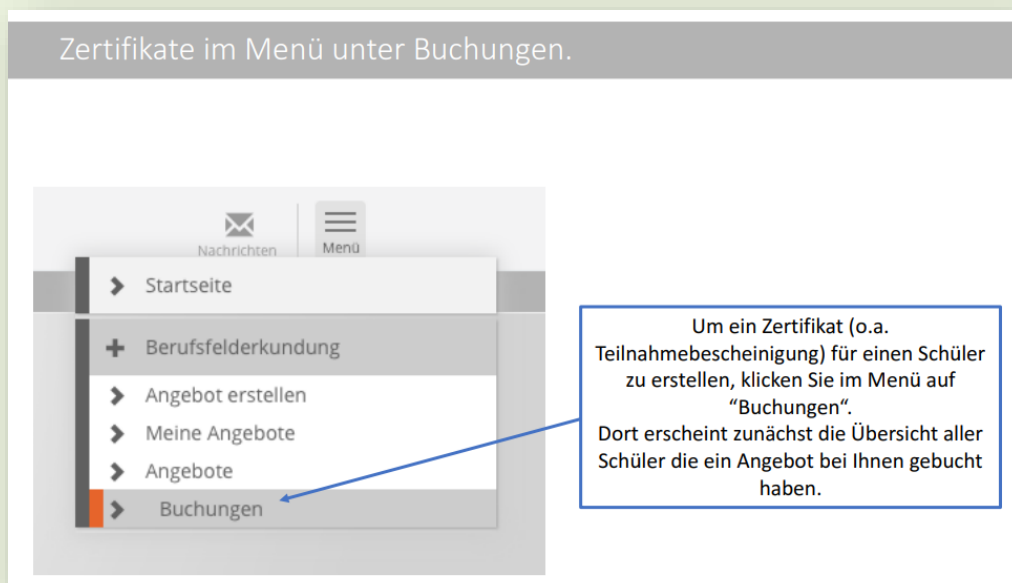 Zertifikate im Menü unter Buchungen.
Nachrichten
Menü
Startseite
Berufsfelderkundung
Angebot erstellen
Meine Angebote
Angebote
Buchungen
Um ein Zertifikat (o.a.
Teilnahmebescheinigung) für einen Schüler
zu erstellen, klicken Sie im Menü auf
“Buchungen“.
Dort erscheint zunächst die Übersicht aller
Schüler die ein Angebot bei Ihnen gebucht
haben.